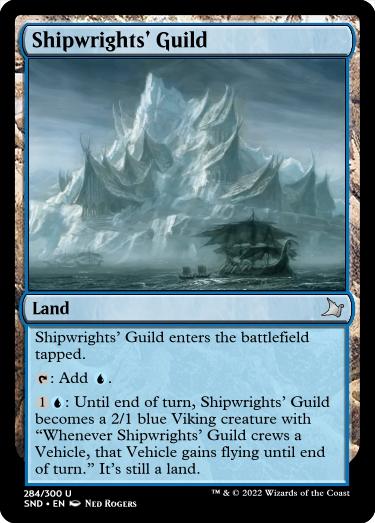 Shipwrights' Guild
Land
Shipwrights' Guild enters the battlefield
tapped.
: Add .
1 : Until end of turn, Shipwrights' Guild
becomes a 2/1 blue Viking creature with
“Whenever Shipwrights' Guild crews a
Vehicle, that Vehicle gains flying until end
of turn.” It's still a land.
284/300 U
SND • EN Ned Rogers
™ & © 2022 Wizards of the Coast